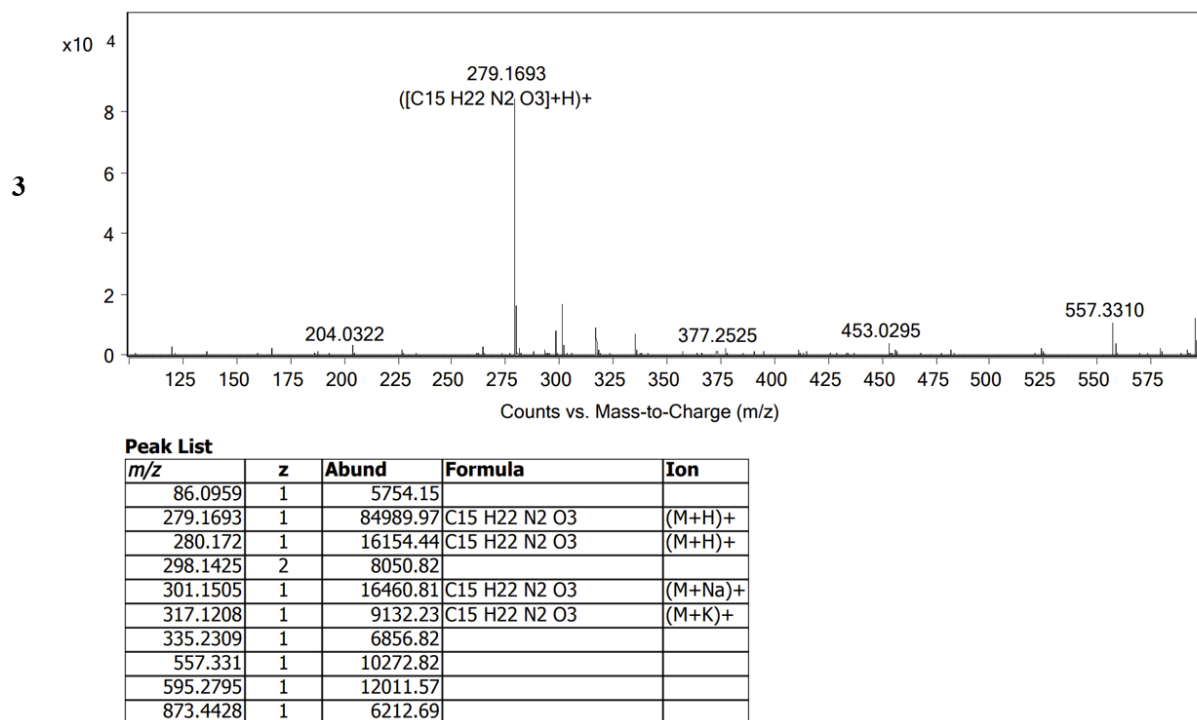 x10 4
279.1693
([C15 H22 N2 O3]+H)+
8
3
6
4
2
204.0322
377.2525
453.0295
557.3310
0
125 150 175 200 225 250 275 300 325 350 375 400 425 450 475 500 525 550 575
Counts vs. Mass-to-Charge (m/z)
Peak List
m/z z Abund Formula Ion
86.0959 1 5754.15
279.1693 1 84989.97 C15 H22 N2 O3 (M+H)+
280.172 1 16154.44 C15 H22 N2 O3 (M+H)+
298.1425 2 8050.82
301.1505 1 16460.81 C15 H22 N2 O3 (M+Na)+
317.1208 1 9132.23 C15 H22 N2 O3 (M+K)+
335.2309 1 6856.82
557.331 1 10272.82
595.2795 1 12011.57
873.4428 1 6212.69